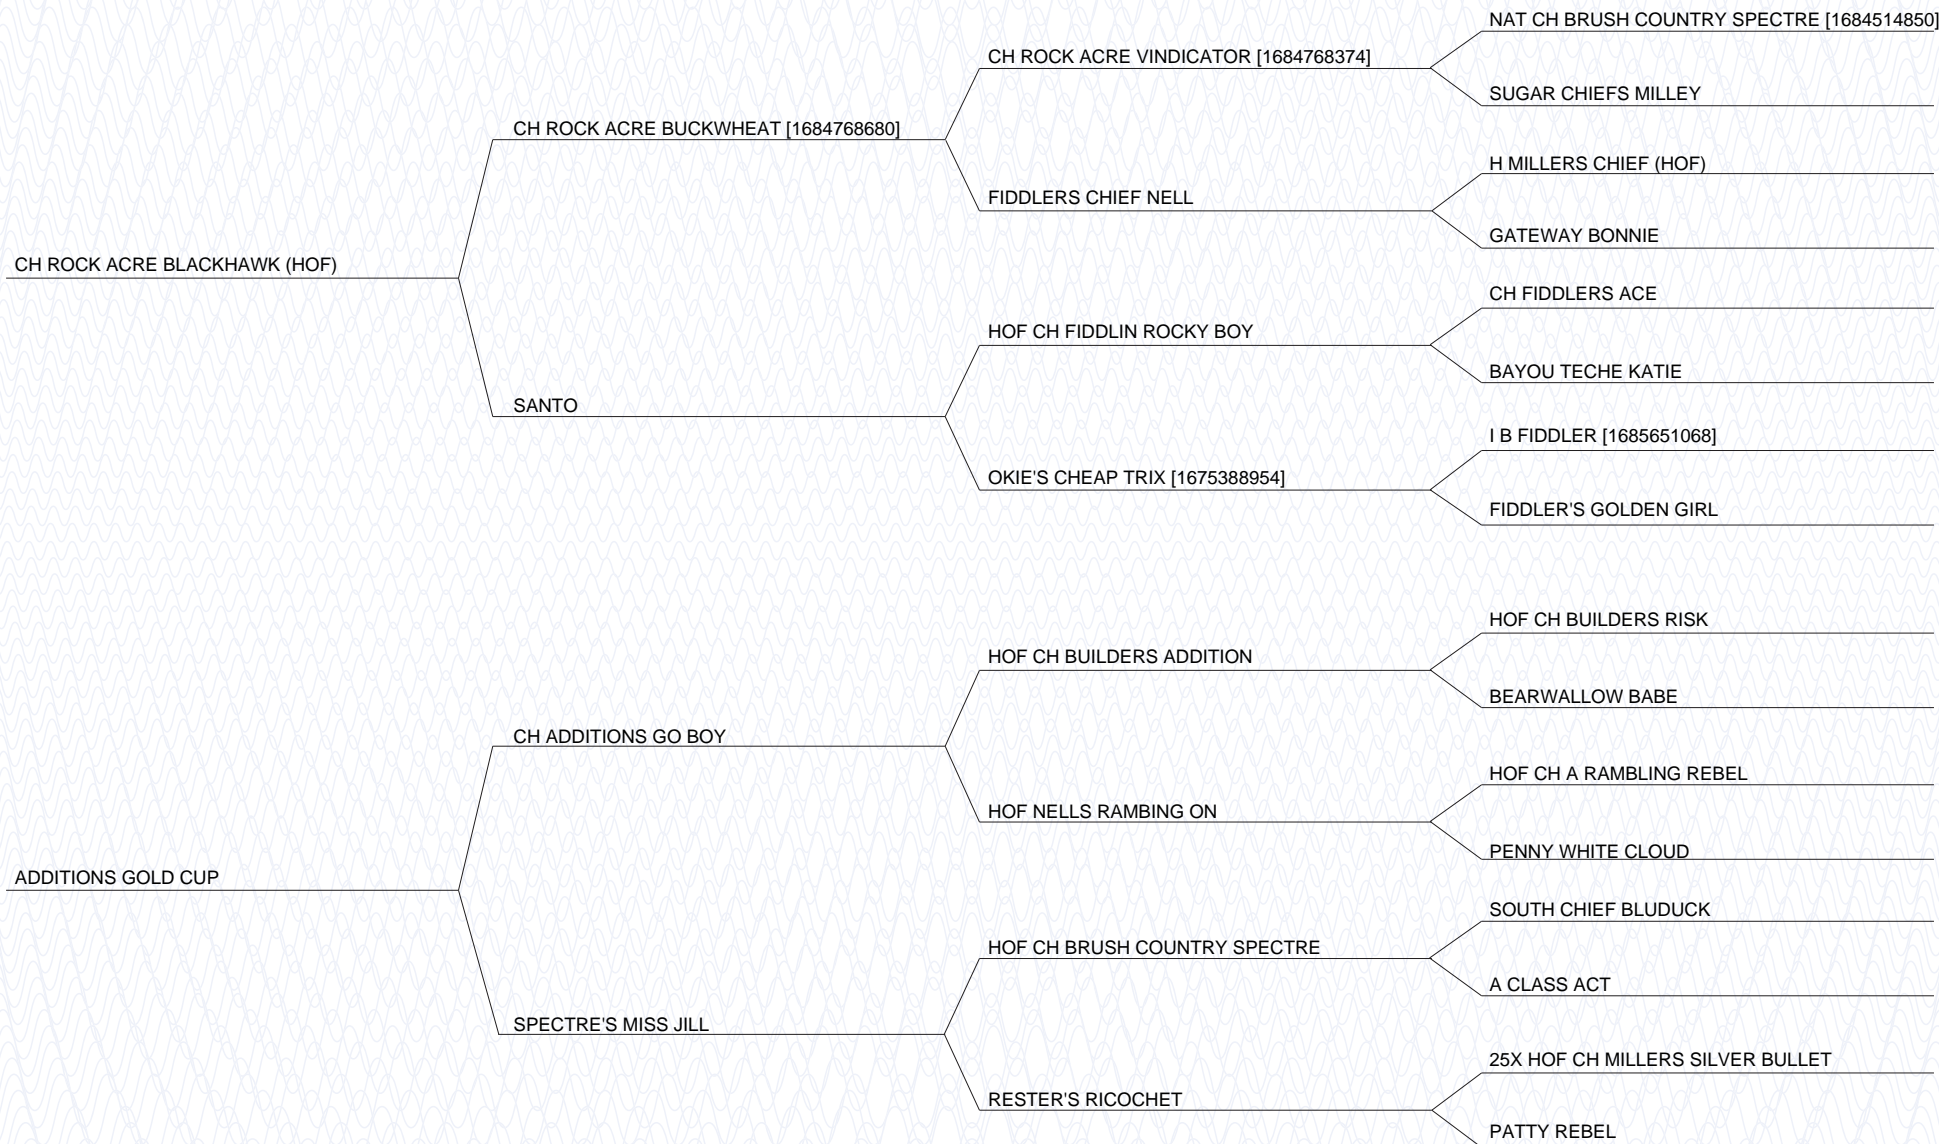 NAT CH BRUSH COUNTRY SPECTRE [1684514850]
CH ROCK ACRE VINDICATOR [1684768374]
SUGAR CHIEFS MILLEY
CH ROCK ACRE BUCKWHEAT [1684768680]
H MILLERS CHIEF (HOF)
FIDDLERS CHIEF NELL
GATEWAY BONNIE
CH ROCK ACRE BLACKHAWK (HOF)
CH FIDDLERS ACE
HOF CH FIDDLIN ROCKY BOY
BAYOU TECHE KATIE
SANTO
I B FIDDLER [1685651068]
OKIE'S CHEAP TRIX [1675388954]
FIDDLER'S GOLDEN GIRL
HOF CH BUILDERS RISK
HOF CH BUILDERS ADDITION
BEARWALLOW BABE
CH ADDITIONS GO BOY
HOF CH A RAMBLING REBEL
HOF NELLS RAMBING ON
PENNY WHITE CLOUD
ADDITIONS GOLD CUP
SOUTH CHIEF BLUDUCK
HOF CH BRUSH COUNTRY SPECTRE
A CLASS ACT
SPECTRE'S MISS JILL
25X HOF CH MILLERS SILVER BULLET
RESTER'S RICOCHET
PATTY REBEL